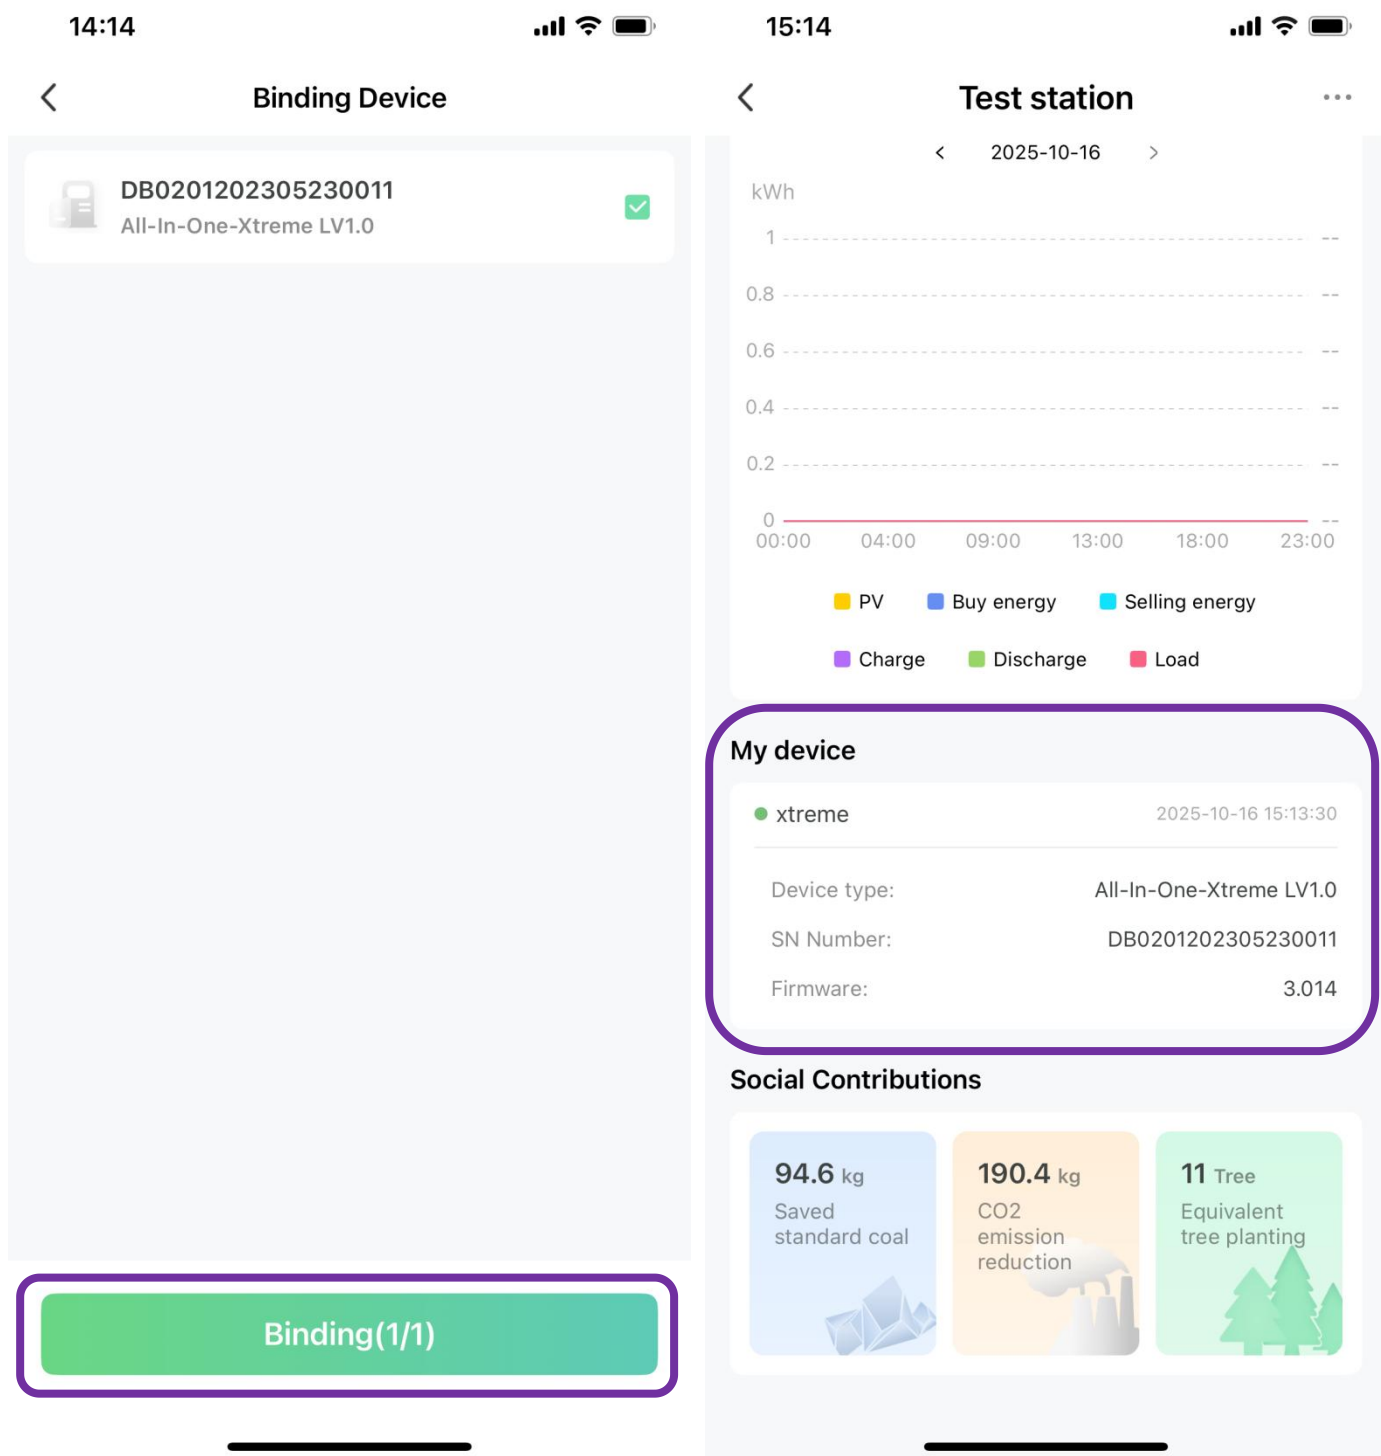 14:14
Binding Device
DB0201202305230011
All-In-One-Xtreme LV1.0
Binding(1/1)
15:14
Test station
2025-10-16
kWh
1 --
0.8 --
0.6 --
0.4 --
0.2 --
0 --
00:00 04:00 09:00 13:00 18:00 23:00
PV Buy energy Selling energy
Charge Discharge Load
My device
xtreme 2025-10-16 15:13:30
Device type: All-In-One-Xtreme LV1.0
SN Number: DB0201202305230011
Firmware: 3.014
Social Contributions
94.6 kg
Saved
standard coal
190.4 kg
CO2
emission
reduction
11 Tree
Equivalent
tree planting